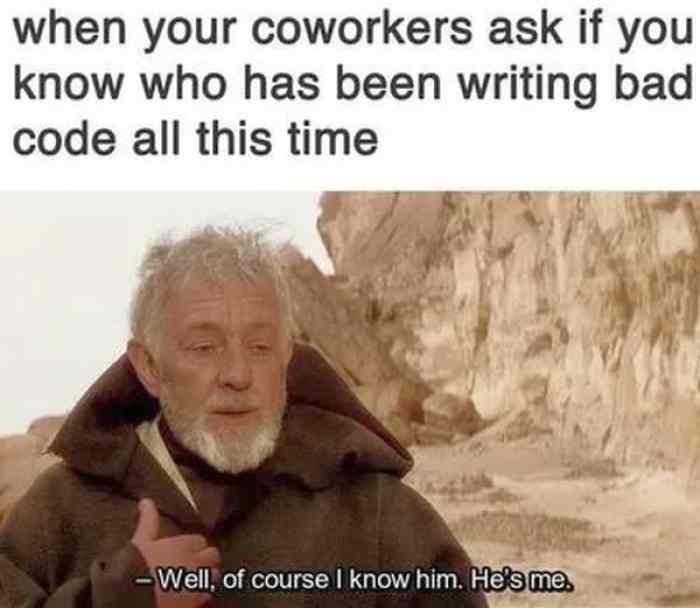 when your coworkers ask if you
know who has been writing bad
code all this time
– Well, of course I know him. He's me.